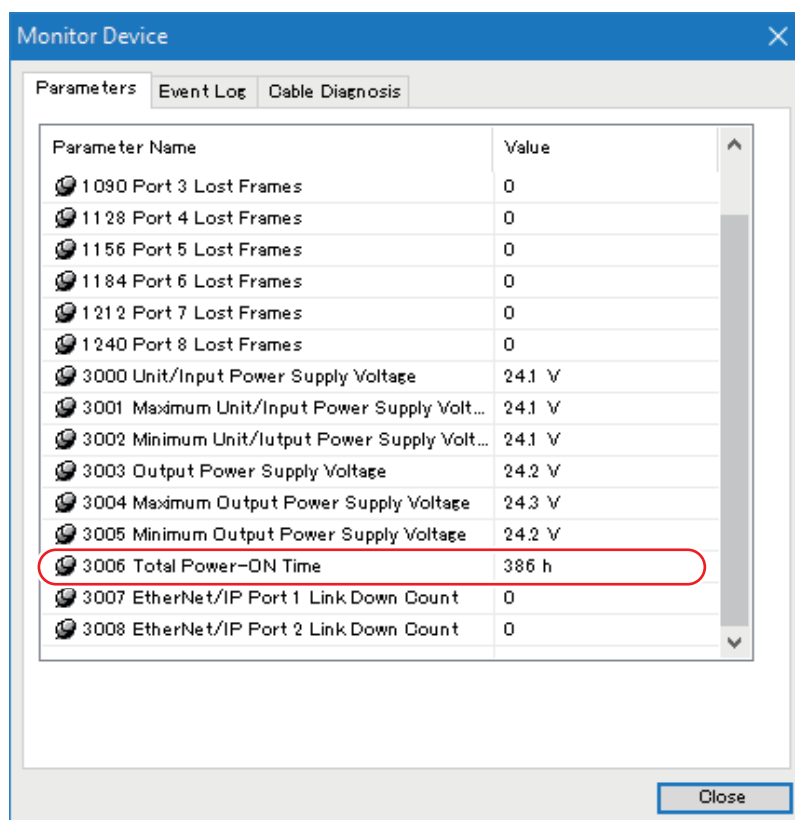 Monitor Device
Parameters Event Log Cable Diagnosis
Parameter Name Value
1090 Port 3 Lost Frames 0
1128 Port 4 Lost Frames 0
1156 Port 5 Lost Frames 0
1184 Port 6 Lost Frames 0
1212 Port 7 Lost Frames 0
1240 Port 8 Lost Frames 0
3000 Unit/Input Power Supply Voltage 24.1 V
3001 Maximum Unit/Input Power Supply Volt... 24.1 V
3002 Minimum Unit/Iutput Power Supply Volt... 24.1 V
3003 Output Power Supply Voltage 24.2 V
3004 Maximum Output Power Supply Voltage 24.3 V
3005 Minimum Output Power Supply Voltage 24.2 V
3006 Total Power-ON Time 386 h
3007 EtherNet/IP Port 1 Link Down Count 0
3008 EtherNet/IP Port 2 Link Down Count 0
Close